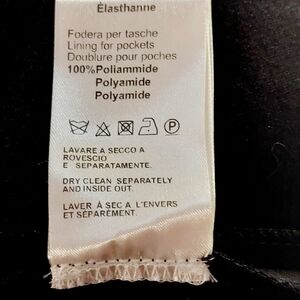 Élasthanne
Fodera per tasche
Lining for pockets
Doublure pour poches
100%Poliammide
Polyamide
Polyamide
P
LAVARE A SECCO A
ROVESCIO
E SEPARATAMENTE.
DRY CLEAN SEPARATELY
AND INSIDE OUT.
LAVER À SEC A L'ENVERS
ET SÉPARÉMENT